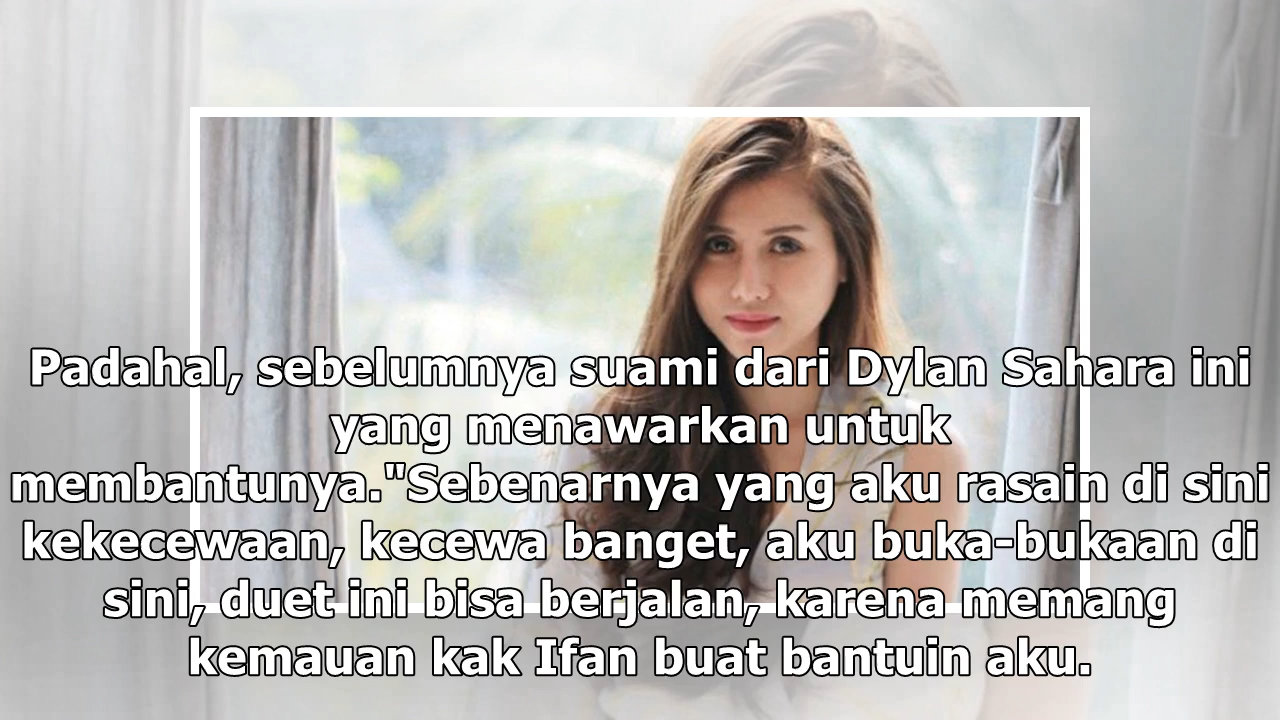 Padahal, sebelumnya suami dari Dylan Sahara ini
yang menawarkan untuk
membantunya."Sebenarnya yang aku rasain di sini
kekecewaan, kecewa banget, aku buka-bukaan di
sini, duet ini bisa berjalan, karena memang
kemauan kak Ifan buat bantuin aku.